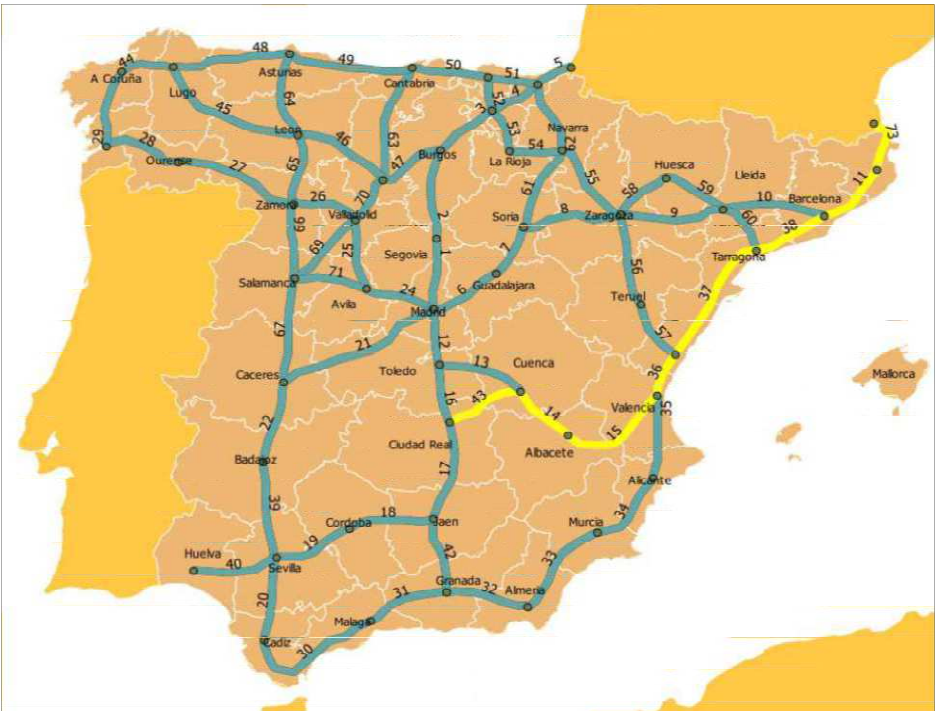 44
48
49
50
51
5
A Coruña
Asturias
Cantabria
4
73
Lugo
64
52
3
45
29
28
León
46
63
53
Navarra
62
Ourense
65
47
Burgos
La Rioja
54
11
27
Huesca
Lleida
61
55
58
59
10
Zamora
26
70
Valladolid
2
Soria
8
Zaragoza
9
60
Barcelona
38
66
69
25
Segovia
1
7
Tarragona
Salamanca
71
24
6
Guadalajara
56
37
Avila
Madrid
Teruel
67
21
12
57
13
Cuenca
Caceres
Toledo
36
Mallorca
16
43
Valencia
35
22
14
Ciudad Real
15
Badajoz
17
Albacete
Alicante
39
18
34
Cordoba
Jaen
Murcia
19
Huelva
42
33
40
Sevilla
Granada
20
31
32
Almeria
Malaga
Cadiz
30